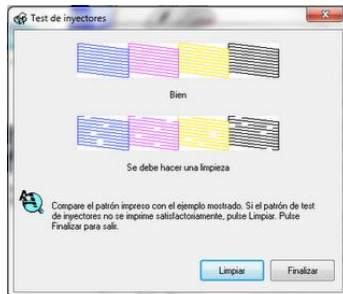 Test de inyectores
Bien
Se debe hacer una limpieza
Compare el patrón impreso con el ejemplo mostrado. Si el patrón de test
de inyectores no se imprime satisfactoriamente, pulse Limpiar. Pulse
Finalizar para salir.
Limpiar
Finalizar